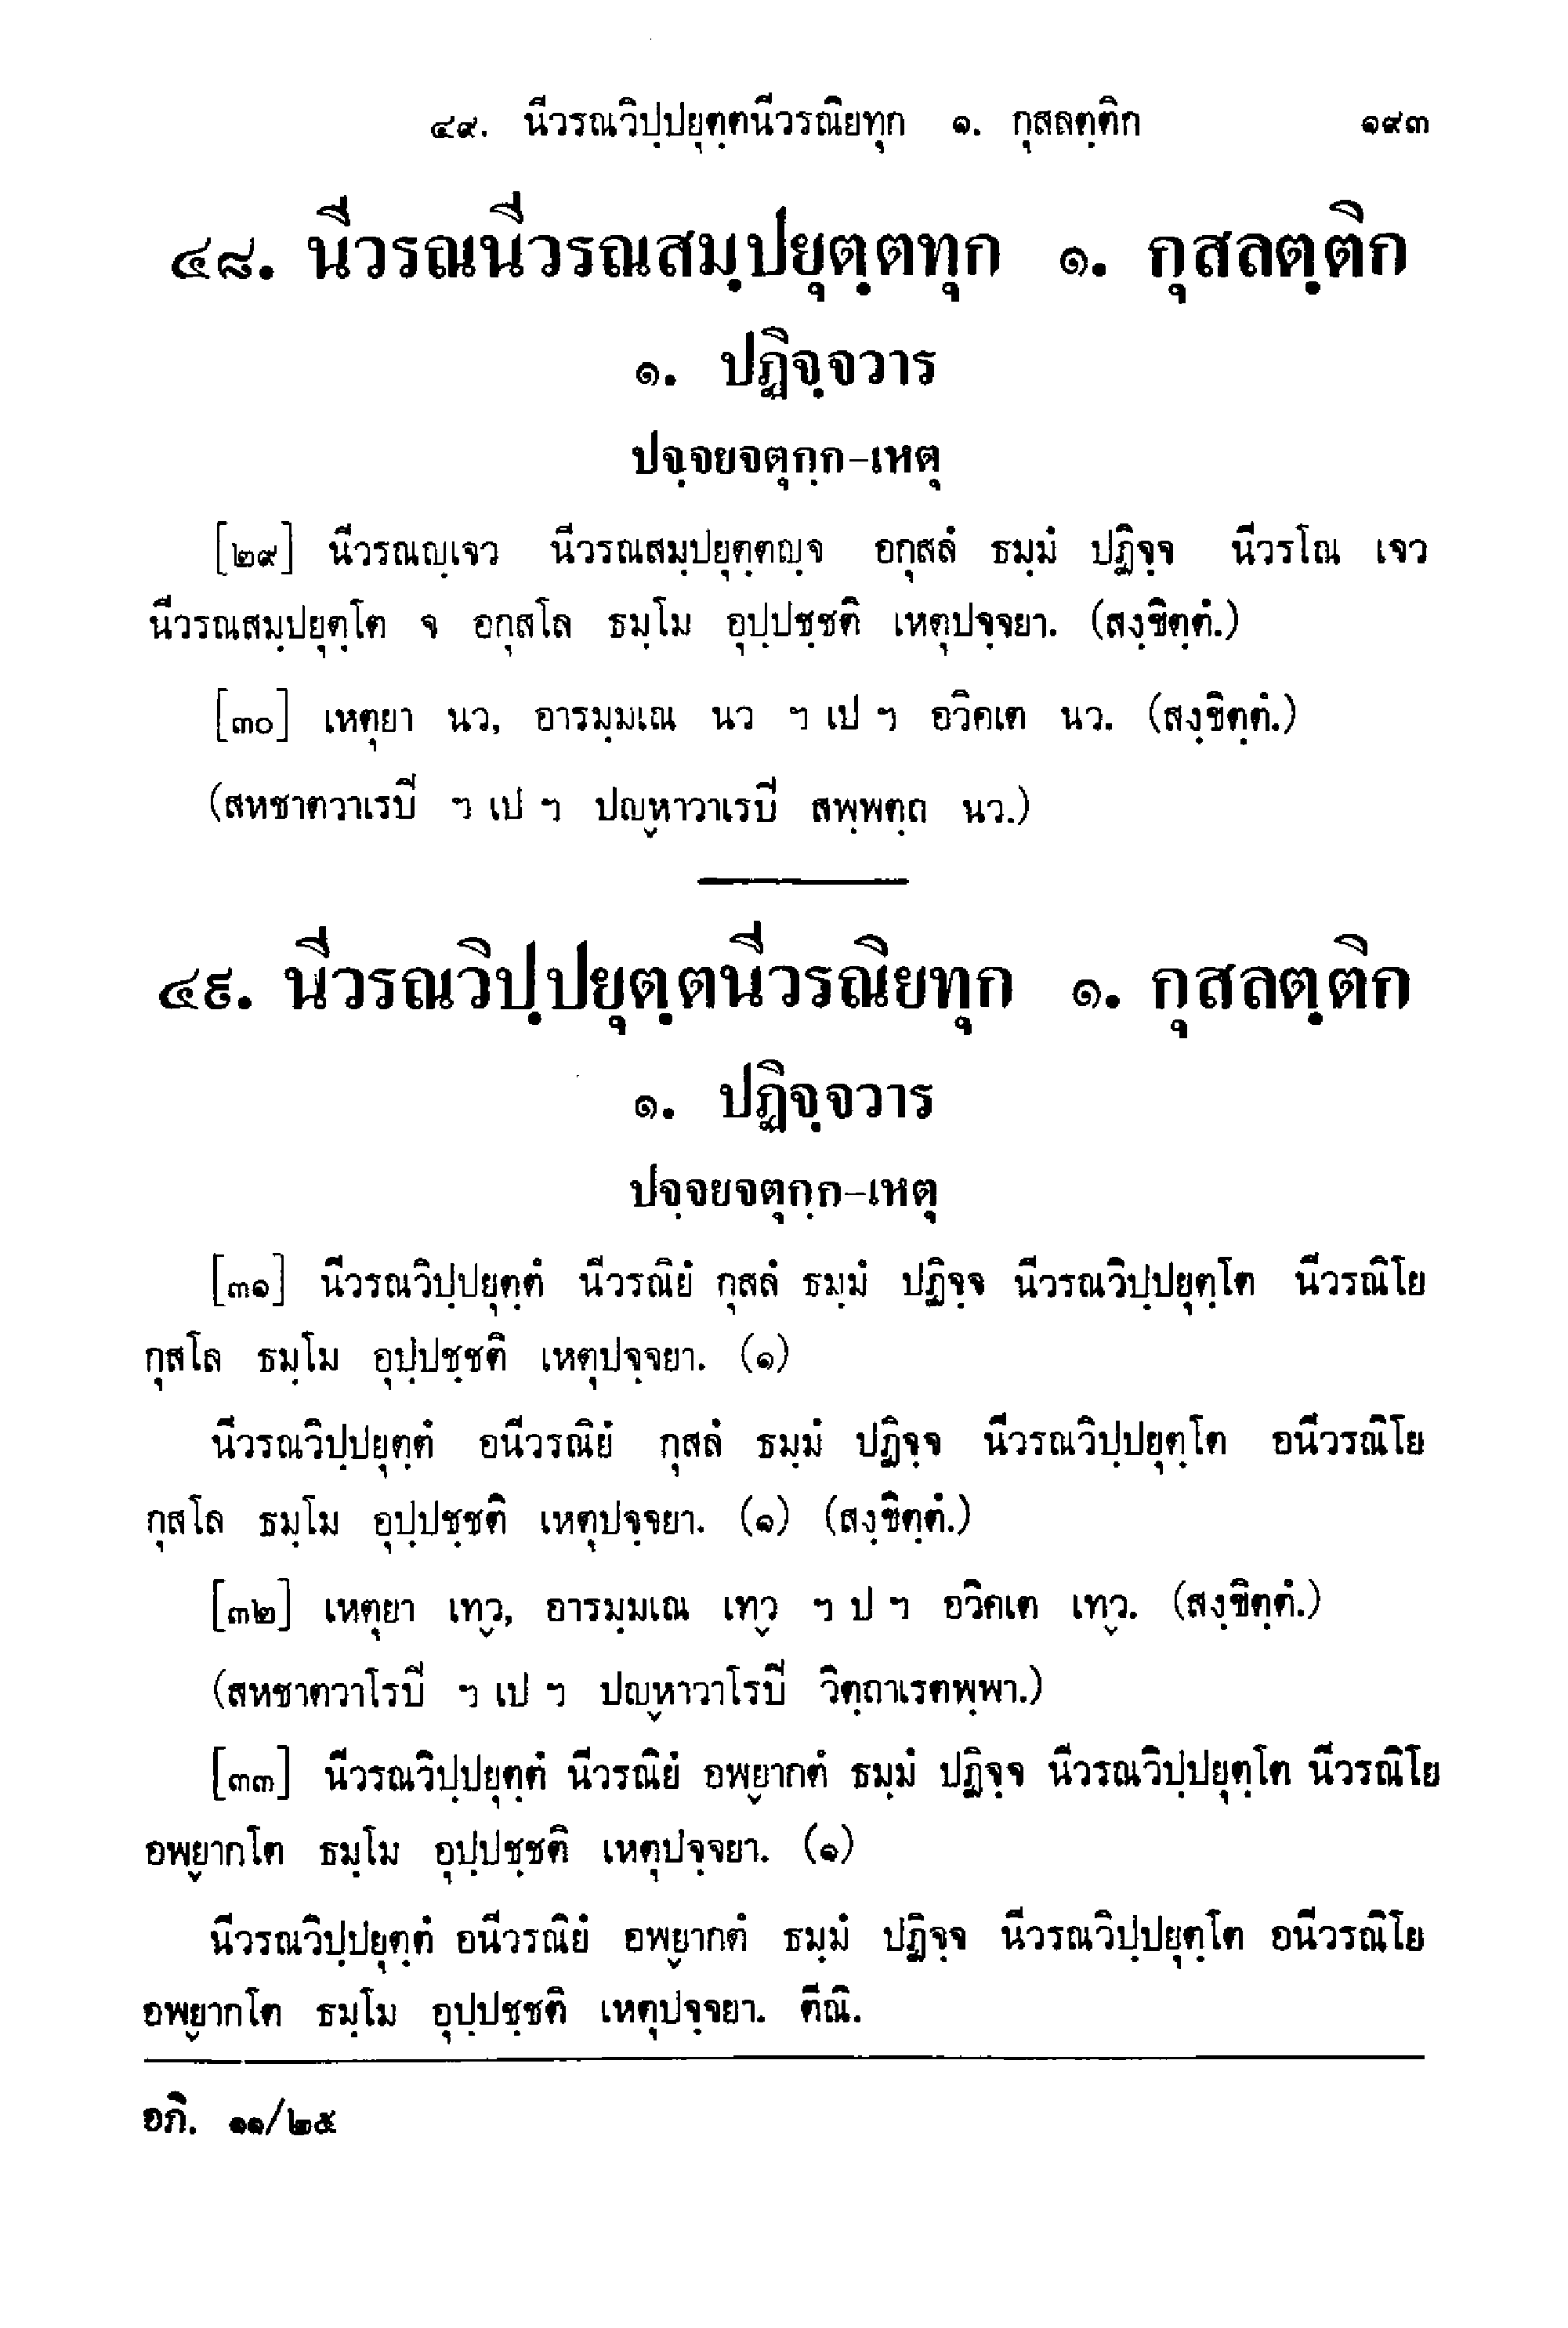 ๔๙. นีวรณวิปฺปยุตฺตนีวรณิยทุก ๑. กุสลตฺติก ๑๙๓
๔๘. นีวรณนีวรณสมฺปยุตฺตทุก ๑. กุสลตฺติก
๑. ปฏิจฺจวาร
ปจฺจยจตุกฺก-เหตุ
[๒๙] นีวรณญฺเจว นีวรณสมฺปยุตฺตญฺจ อกุสลํ ธมฺมํ ปฏิจฺจ นีวรโณ เจว
นีวรณสมฺปยุตฺโต จ อกุสโล ธมฺโม อุปฺปชฺชติ เหตุปจฺจยา. (สงฺขิตฺตํ.)
[๓๐] เหตุยา นว, อารมฺมเณ นว ฯ เป ฯ อวิคเต นว. (สงฺขิตฺตํ.)
(สหชาตวาเรปี ฯ เป ฯ ปญฺหาวาเรปี สพฺพตฺถ นว.)
๔๙. นีวรณวิปฺปยุตฺตนีวรณิยทุก ๑. กุสลตฺติก
๑. ปฏิจฺจวาร
ปจฺจยจตุกฺก-เหตุ
[๓๑] นีวรณวิปฺปยุตฺตํ นีวรณิยํ กุสลํ ธมฺมํ ปฏิจฺจ นีวรณวิปฺปยุตฺโต นีวรณิโย
กุสโล ธมฺโม อุปฺปชฺชติ เหตุปจฺจยา. (๑)
นีวรณวิปฺปยุตฺตํ อนีวรณิยํ กุสลํ ธมฺมํ ปฏิจฺจ นีวรณวิปฺปยุตฺโต อนีวรณิโย
กุสโล ธมฺโม อุปฺปชฺชติ เหตุปจฺจยา. (๑) (สงฺขิตฺตํ.)
[๓๒] เหตุยา เทฺว, อารมฺมเณ เทฺว ฯ ป ฯ อวิคเต เทฺว. (สงฺขิตฺตํ.)
(สหชาตวาโรปี ฯ เป ฯ ปญฺหาวาโรปี วิตฺถาเรตพฺพา.)
[๓๓] นีวรณวิปฺปยุตฺตํ นีวรณิยํ อพฺยากตํ ธมฺมํ ปฏิจฺจ นีวรณวิปฺปยุตฺโต นีวรณิโย
อพฺยากโต ธมฺโม อุปฺปชฺชติ เหตุปจฺจยา. (๑)
นีวรณวิปฺปยุตฺตํ อนีวรณิยํ อพฺยากตํ ธมฺมํ ปฏิจฺจ นีวรณวิปฺปยุตฺโต อนีวรณิโย
อพฺยากโต ธมฺโม อุปฺปชฺชติ เหตุปจฺจยา. ตีณิ.
อภิ. ๑๑/๒๕